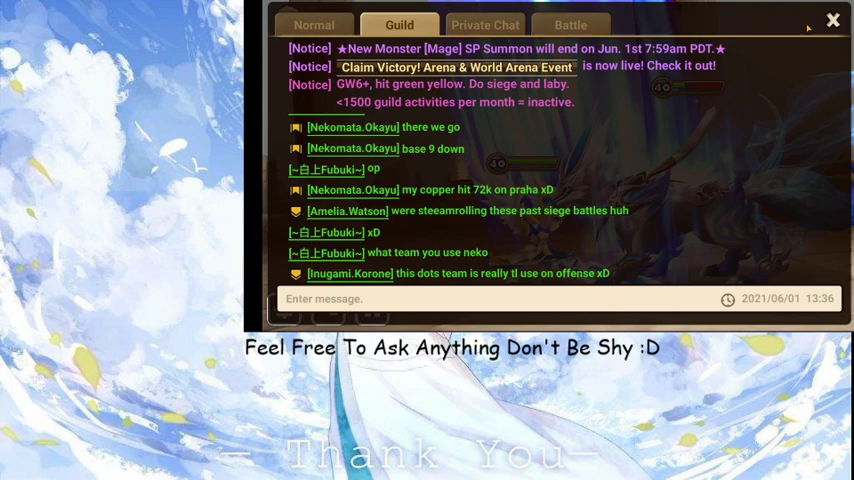 Normal
Guild
Private Chat
Battle
[Notice] ★New Monster [Mage] SP Summon will end on Jun. 1st 7:59am PDT.★
[Notice] Claim Victory! Arena & World Arena Event is now live! Check it out!
[Notice] GW6+, hit green yellow. Do siege and laby.
<1500 guild activities per month = inactive.
[Nekomata.Okayu] there we go
[Nekomata.Okayu] base 9 down
[~白上Fubuki~] op
[Nekomata.Okayu] my copper hit 72k on praha xD
[Amelia.Watson] were steeamrolling these past siege battles huh
[~白上Fubuki~] xD
[~白上Fubuki~] what team you use neko
[Inugami.Korone] this dots team is really tl use on offense xD
Enter message.
2021/06/01 13:36
40
40
Feel Free To Ask Anything Don't Be Shy :D
— Thank You—